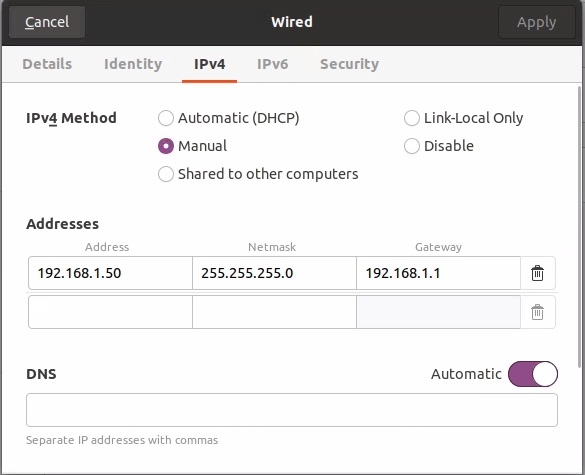 Cancel Wired Apply
Details Identity IPv4 IPv6 Security
IPv4 Method Automatic (DHCP) Link-Local Only
Manual Disable
Shared to other computers
Addresses
Address Netmask Gateway
192.168.1.50 255.255.255.0 192.168.1.1
DNS Automatic
Separate IP addresses with commas